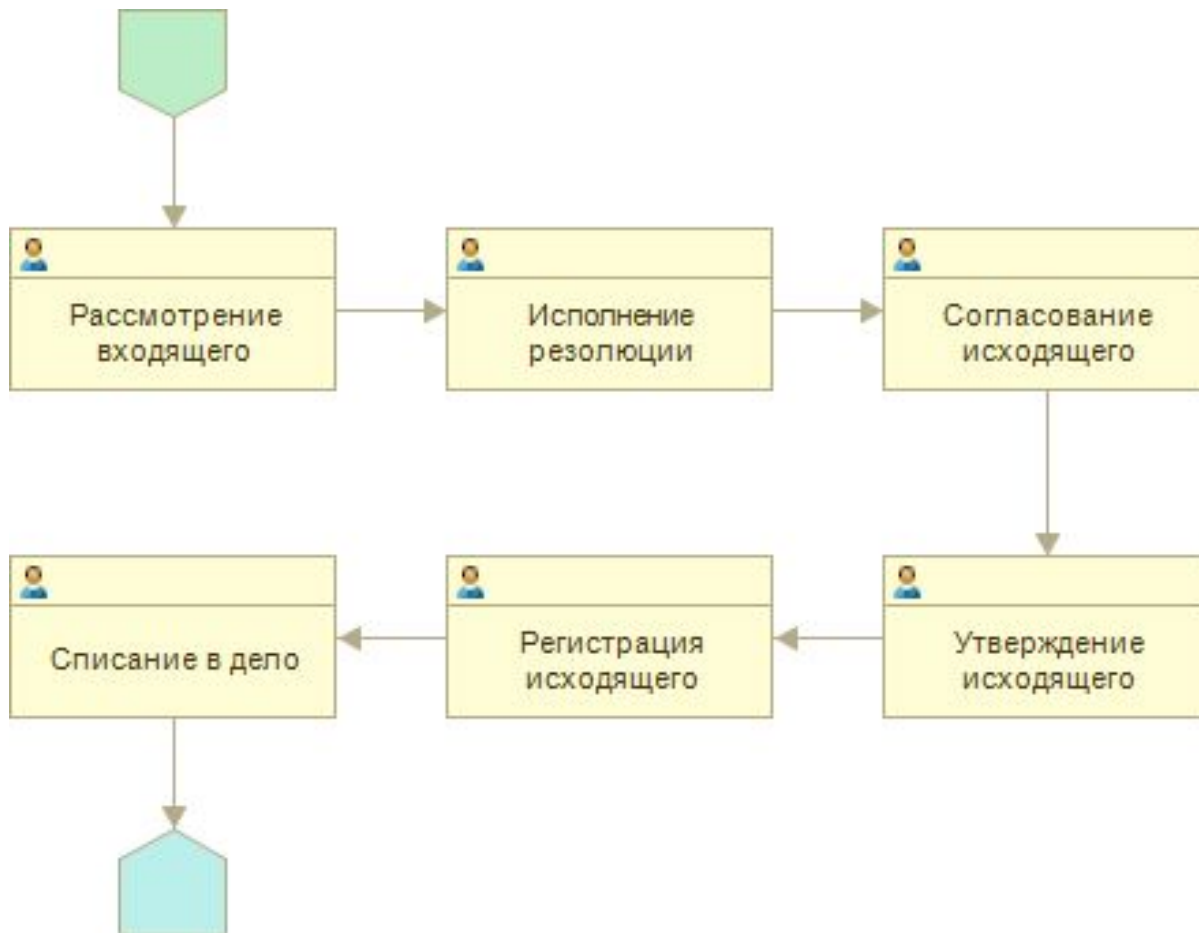 Рассмотрение
входящего
Исполнение
резолюции
Согласование
исходящего
Утверждение
исходящего
Регистрация
исходящего
Списание в дело